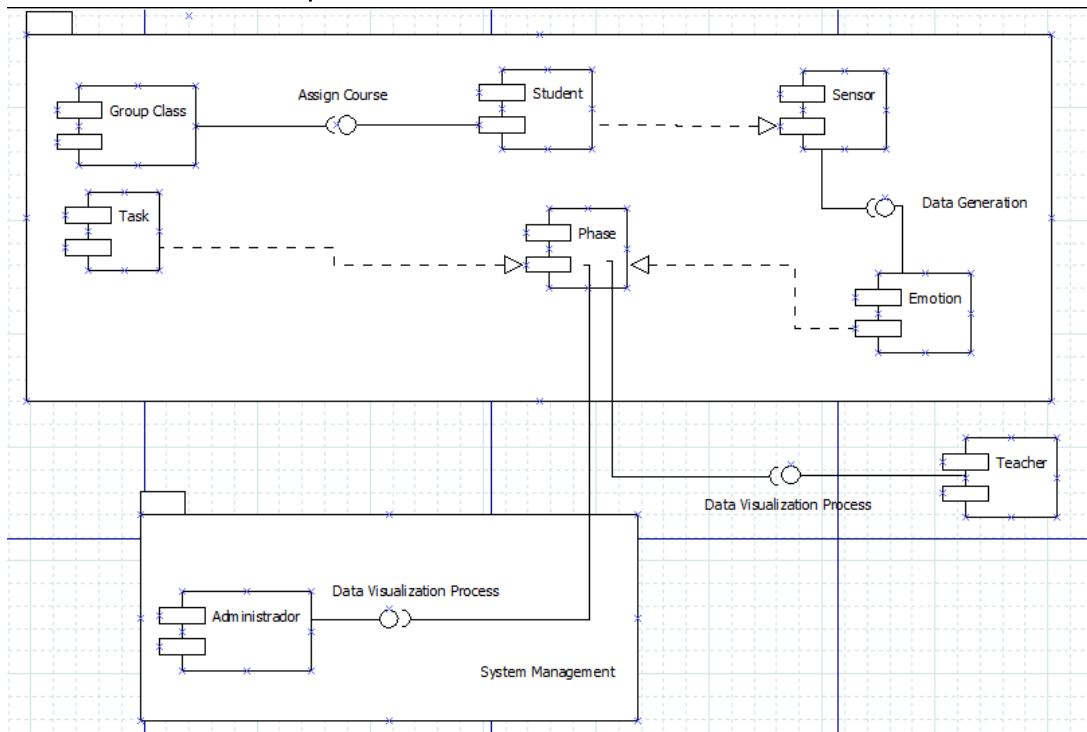 Group Class
Assign Course
Student
Sensor
Task
Phase
Data Generation
Emotion
Teacher
Data Visualization Process
Administrador
Data Visualization Process
System Management